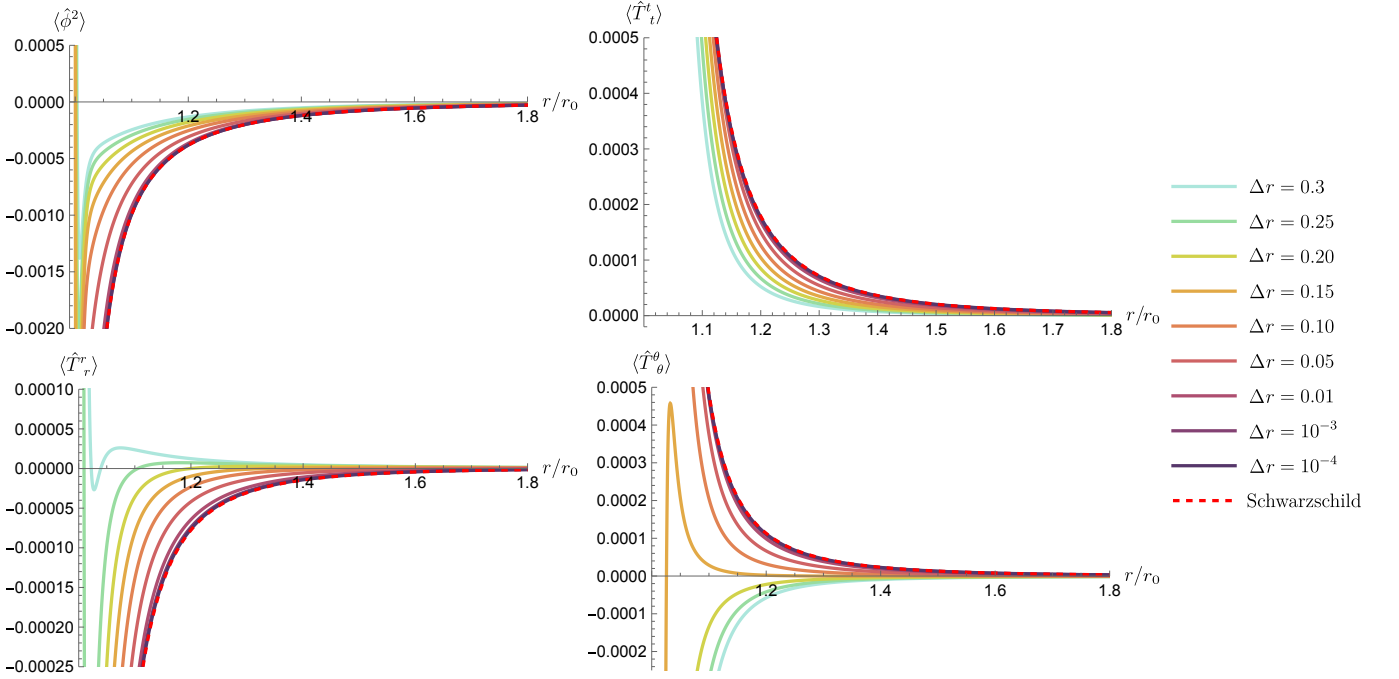 ⟨φ̂²⟩
0.0005
0.0000
−0.0005
−0.0010
−0.0015
−0.0020
1.2
1.4
1.6
1.8
r/r₀
⟨T̂ᵗₜ⟩
0.0005
0.0004
0.0003
0.0002
0.0001
0.0000
1.1
1.2
1.3
1.4
1.5
1.6
1.7
1.8
r/r₀
⟨T̂ʳᵣ⟩
0.00010
0.00005
0.00000
−0.00005
−0.00010
−0.00015
−0.00020
−0.00025
1.2
1.4
1.6
1.8
r/r₀
⟨T̂^θ_θ⟩
0.0005
0.0004
0.0003
0.0002
0.0001
0.0000
−0.0001
−0.0002
1.2
1.4
1.6
1.8
r/r₀
Δr = 0.3
Δr = 0.25
Δr = 0.20
Δr = 0.15
Δr = 0.10
Δr = 0.05
Δr = 0.01
Δr = 10⁻³
Δr = 10⁻⁴
Schwarzschild